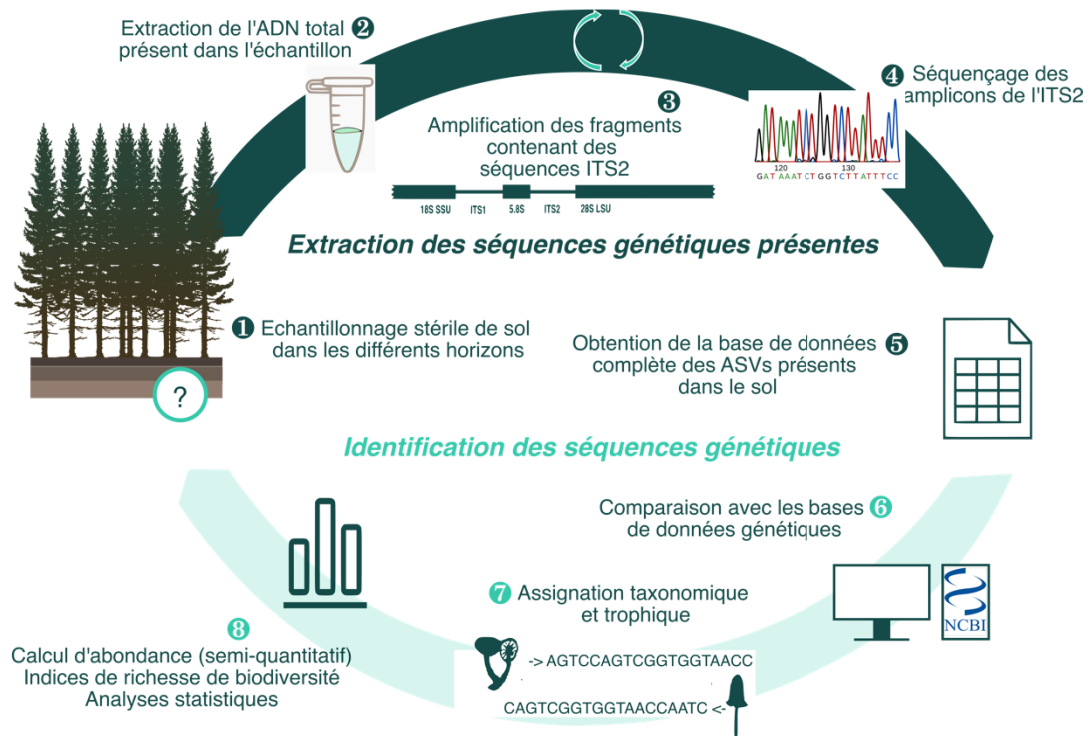 ❷ Extraction de l'ADN total
présent dans l'échantillon
❸
Amplification des fragments
contenant des
séquences ITS2
18S SSU ITS1 5.8S ITS2 28S LSU
❹ Séquençage des
amplicons de l'ITS2
120 130
GATAAATCTGGTCTTATTTCC
Extraction des séquences génétiques présentes
❶ Echantillonnage stérile de sol
dans les différents horizons
?
Obtention de la base de données ❺
complète des ASVs présents
dans le sol
Identification des séquences génétiques
Comparaison avec les bases ❻
de données génétiques
NCBI
❼ Assignation taxonomique
et trophique
-> AGTCCAGTCGGTGGTAACC
CAGTCGGTGGTAACCAATC <-
❽
Calcul d'abondance (semi-quantitatif)
Indices de richesse de biodiversité
Analyses statistiques